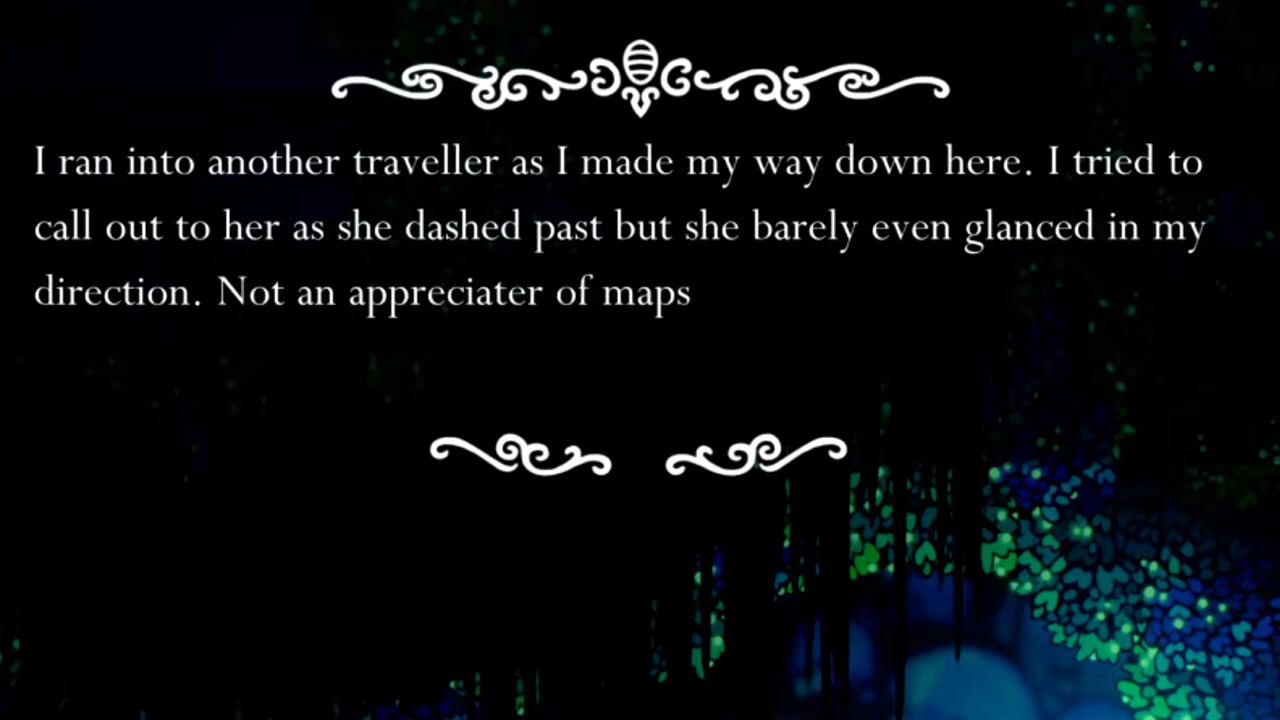 I ran into another traveller as I made my way down here. I tried to
call out to her as she dashed past but she barely even glanced in my
direction. Not an appreciater of maps